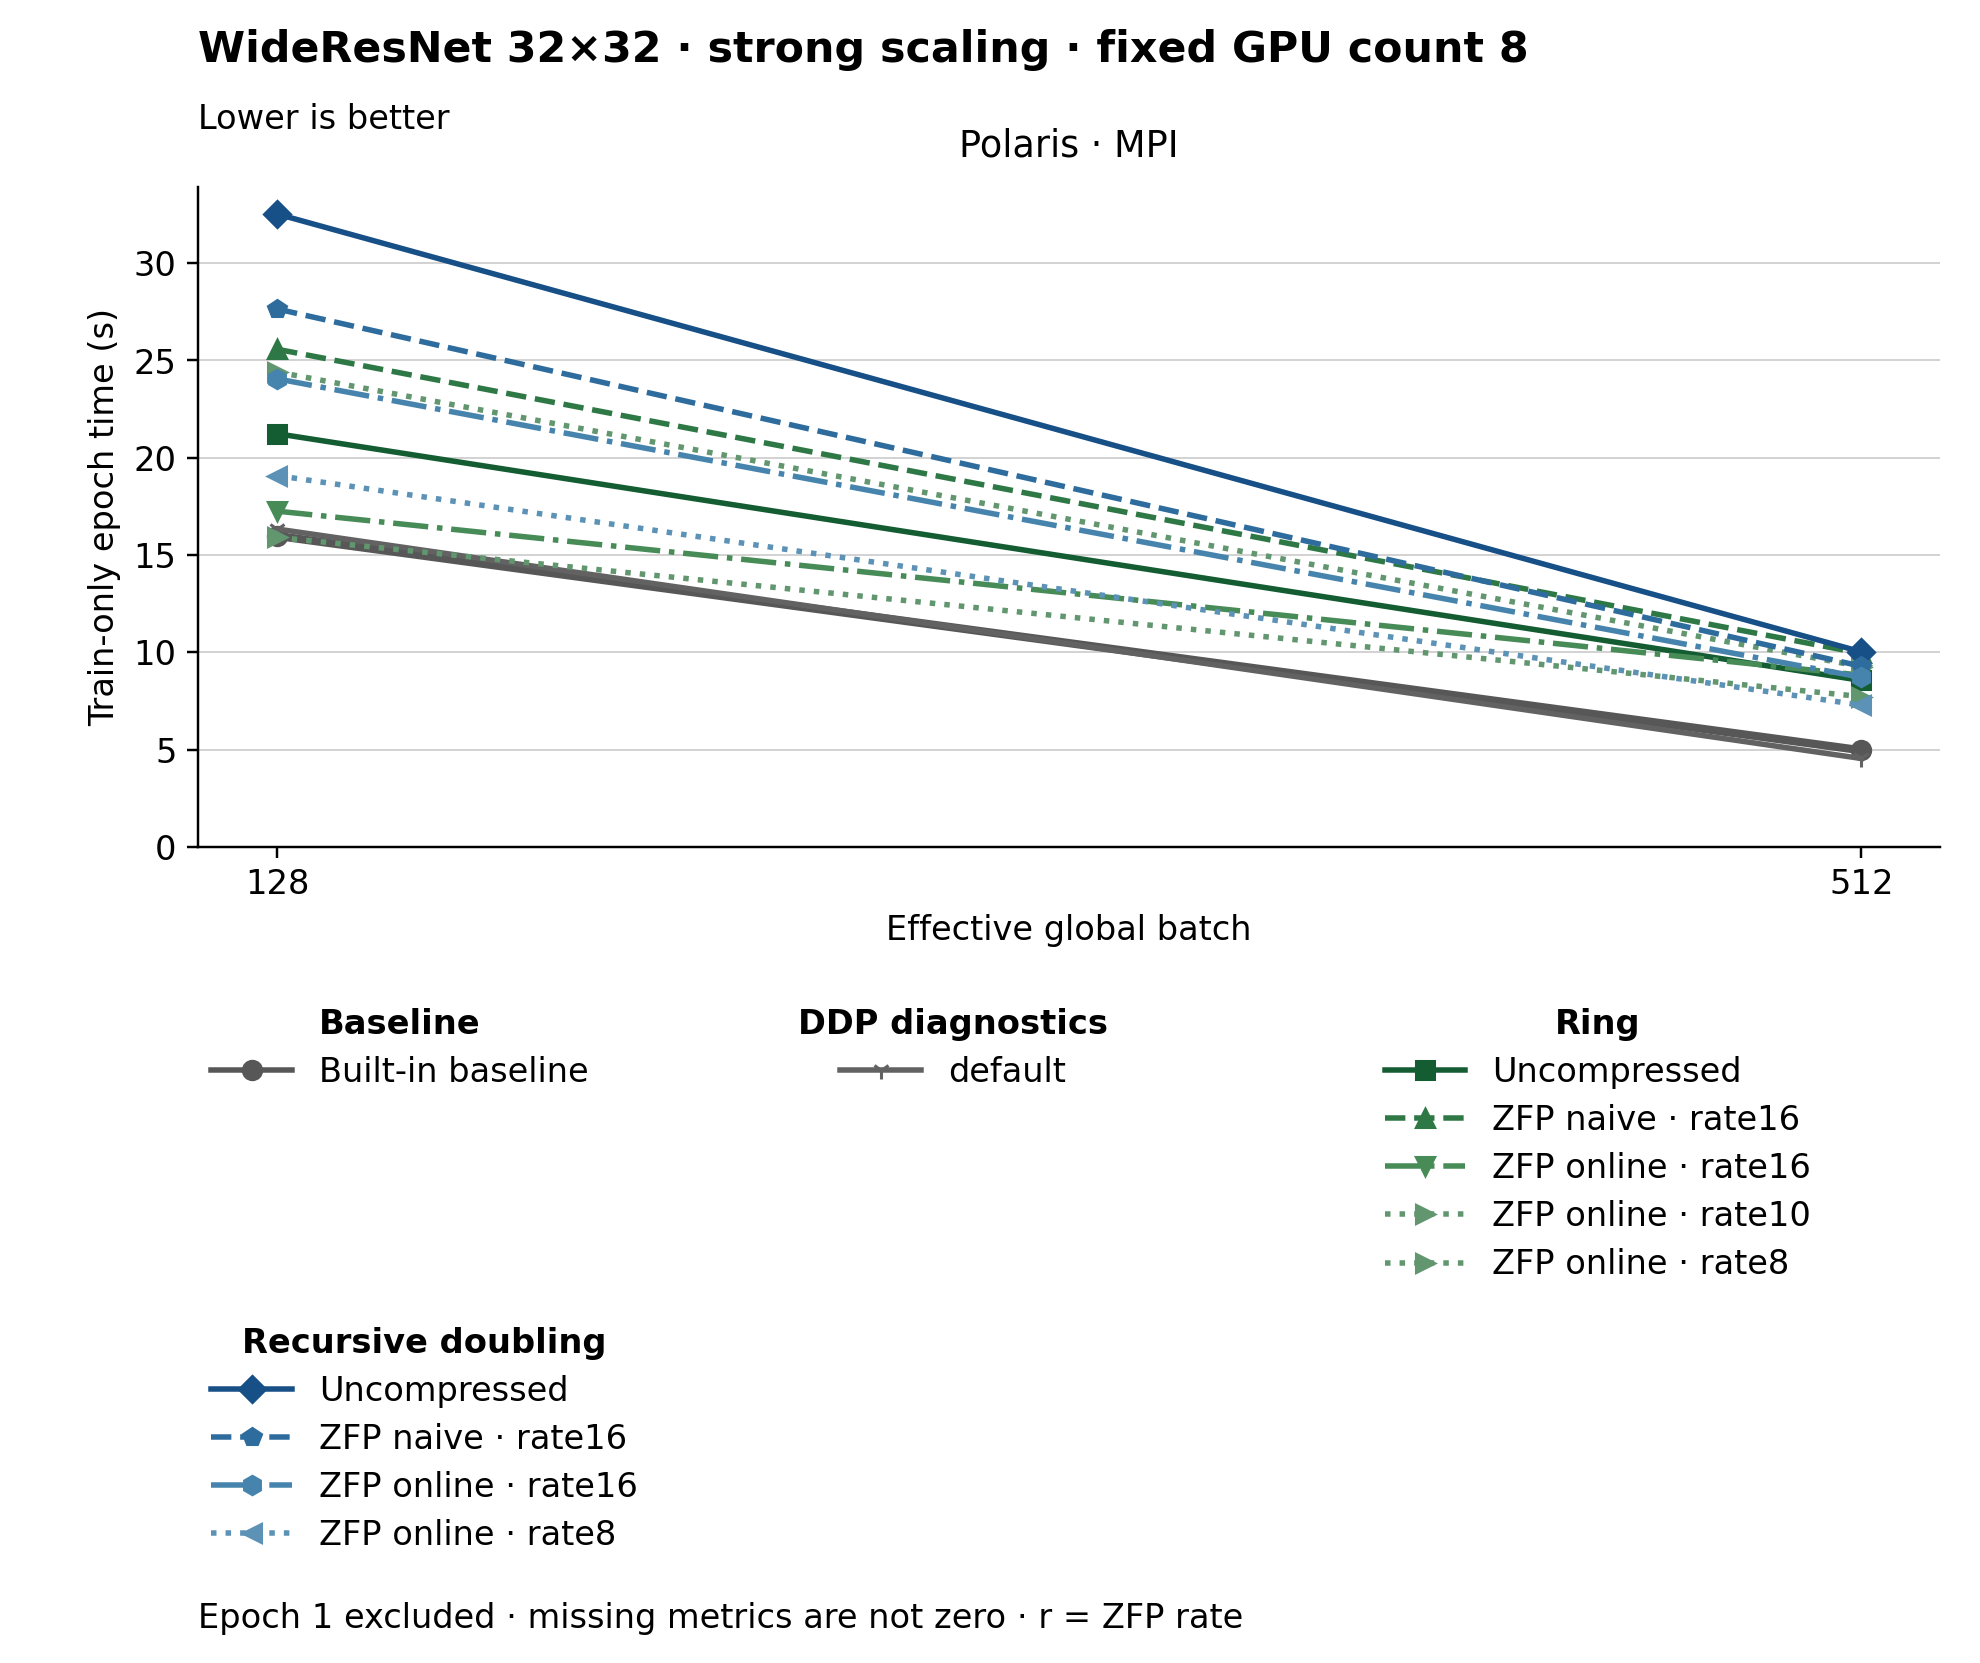 WideResNet 32×32 · strong scaling · fixed GPU count 8
Lower is better
Polaris · MPI
Train-only epoch time (s)
30
25
20
15
10
5
0
128
512
Effective global batch
Baseline
Built-in baseline
DDP diagnostics
default
Ring
Uncompressed
ZFP naive · rate16
ZFP online · rate16
ZFP online · rate10
ZFP online · rate8
Recursive doubling
Uncompressed
ZFP naive · rate16
ZFP online · rate16
ZFP online · rate8
Epoch 1 excluded · missing metrics are not zero · r = ZFP rate